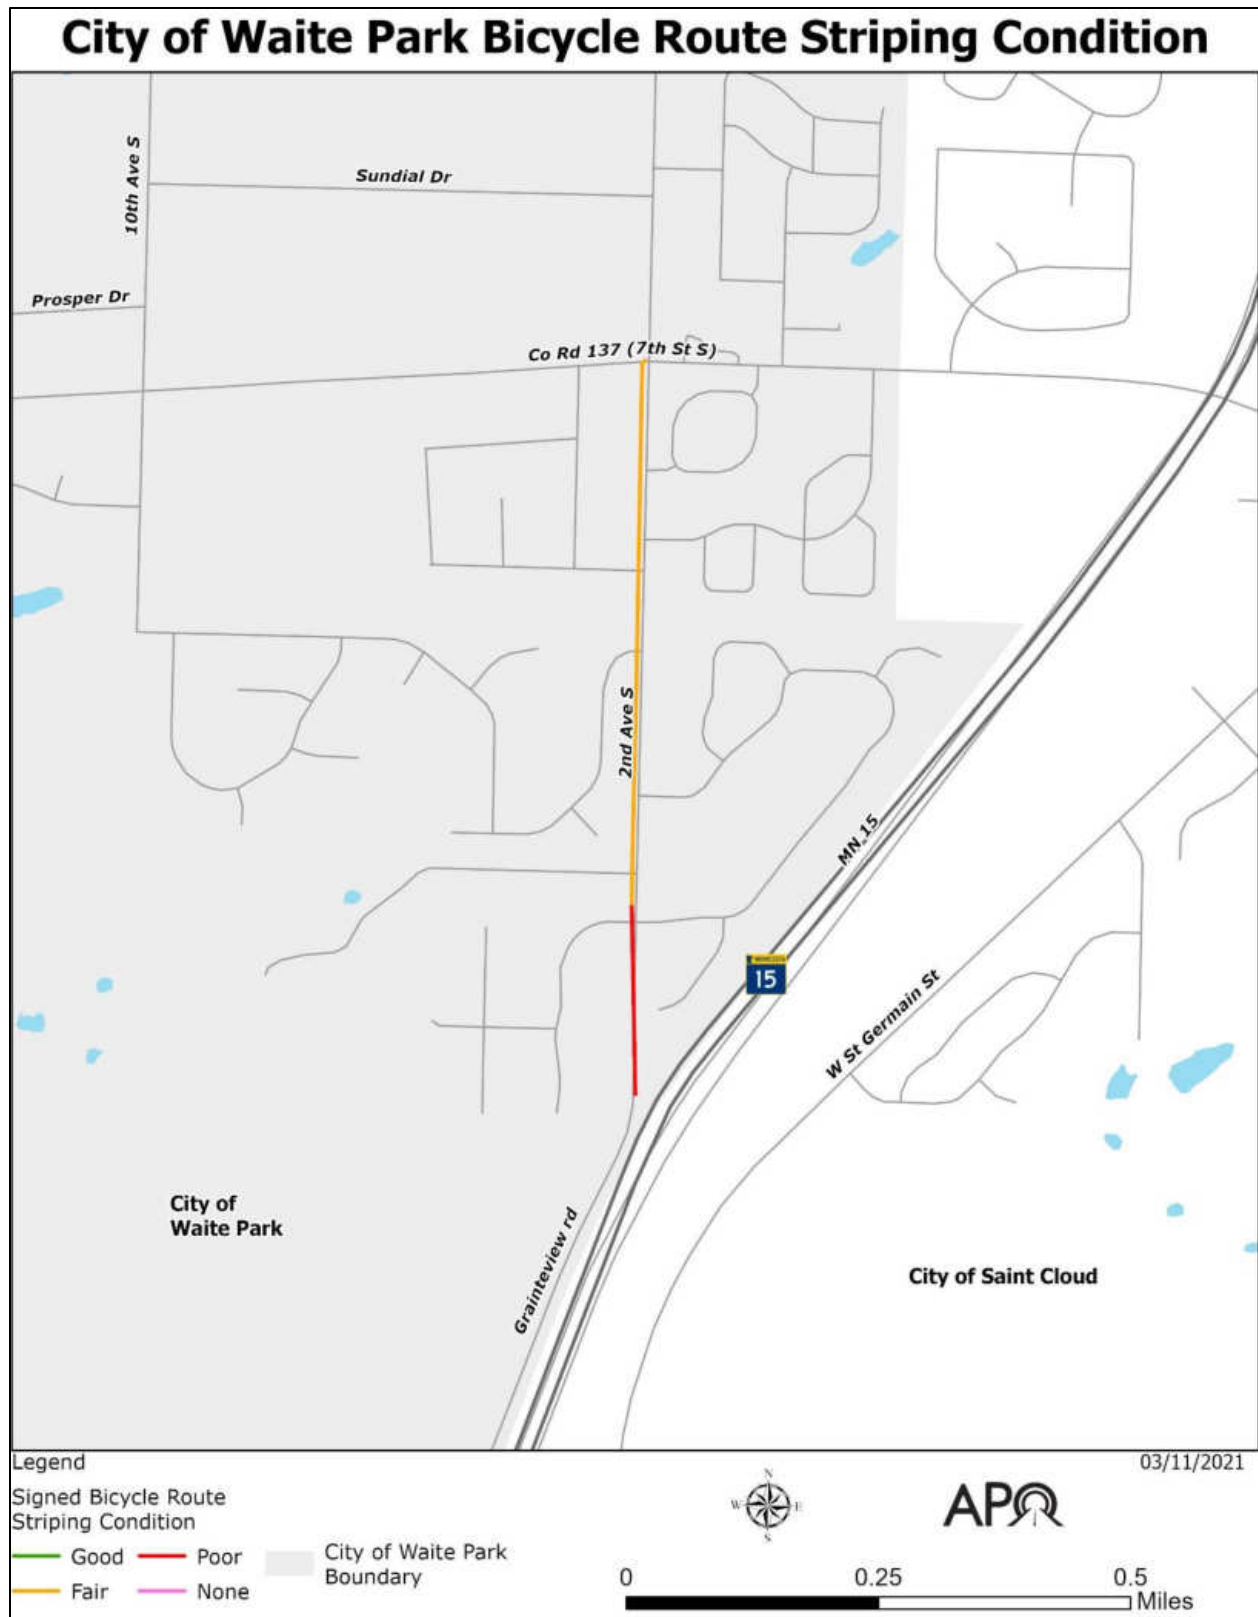 City of Waite Park Bicycle Route Striping Condition
10th Ave S
Sundial Dr
Prosper Dr
Co Rd 137 (7th St S)
2nd Ave S
MN 15
15
W St Germain St
City of
Waite Park
Grainteview rd
City of Saint Cloud
Legend
03/11/2021
Signed Bicycle Route
Striping Condition
Good
Poor
Fair
None
City of Waite Park
Boundary
N
W
E
S
APO
0
0.25
0.5
Miles